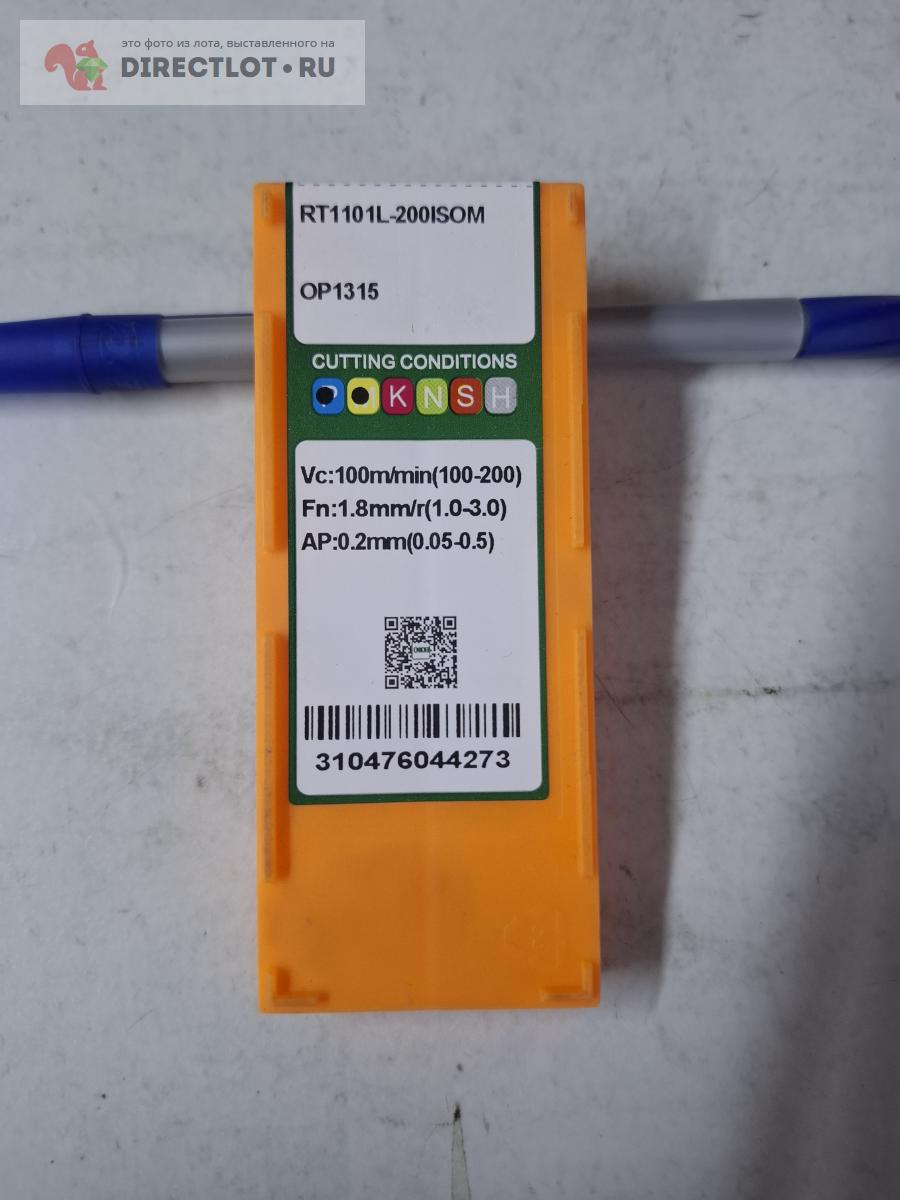 это фото из лота, выставленного на
DIRECTLOT.RU
RT1101L-200ISOM
OP1315
CUTTING CONDITIONS
K N S H
Vc:100m/min(100-200)
Fn:1.8mm/r(1.0-3.0)
AP:0.2mm(0.05-0.5)
310476044273